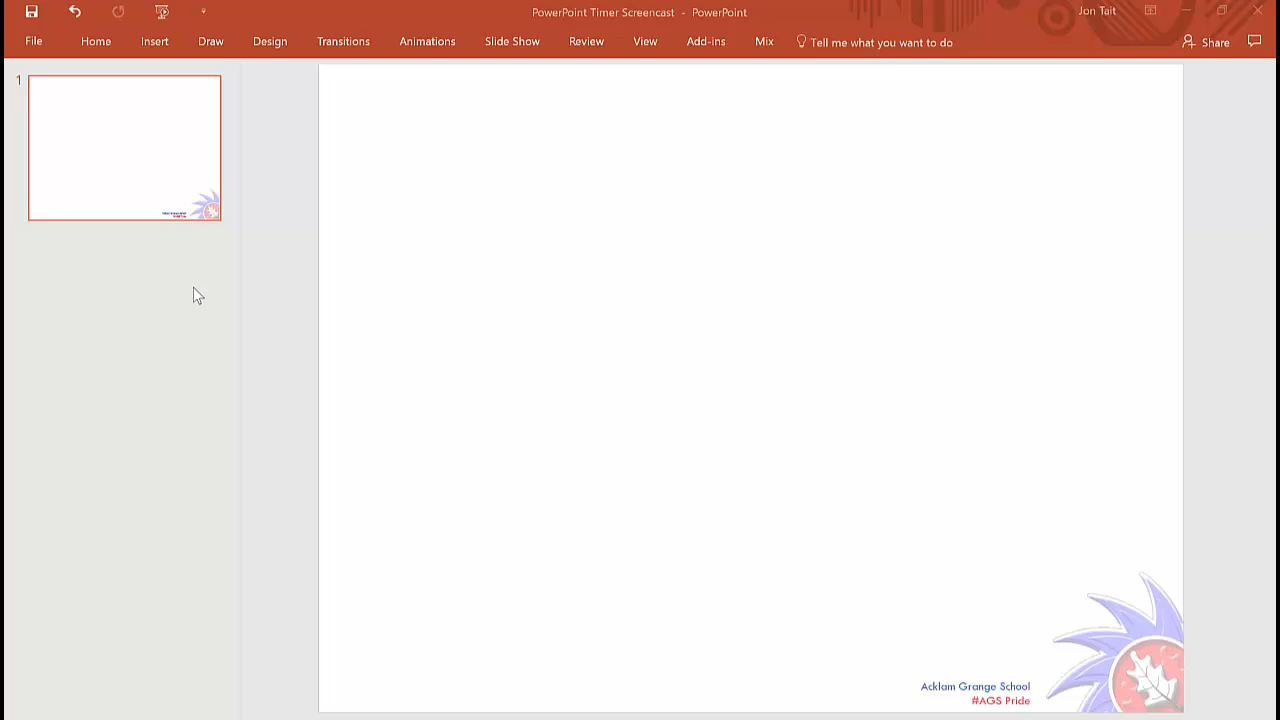 PowerPoint Timer Screencast - PowerPoint
Jon Tait
File Home Insert Draw Design Transitions Animations Slide Show Review View Add-ins Mix Tell me what you want to do Share
1
Acklam Grange School
#AGS Pride